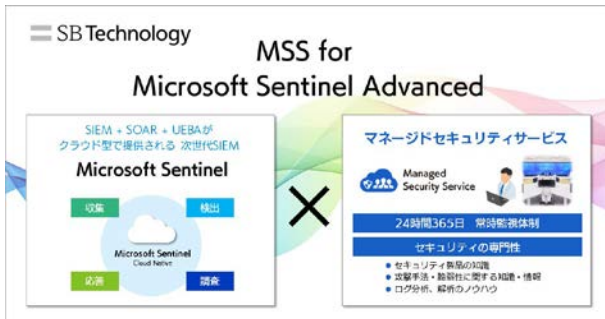 SB Technology
MSS for
Microsoft Sentinel Advanced
SIEM + SOAR + UEBAが
クラウド型で提供される 次世代SIEM
Microsoft Sentinel
収集
検出
Microsoft Sentinel
Cloud Native
応答
調査
×
マネージドセキュリティサービス
Managed
Security Service
24時間365日 常時監視体制
セキュリティの専門性
• セキュリティ製品の知識
• 攻撃手法・脆弱性に関する知識・情報
• ログ分析、解析のノウハウ